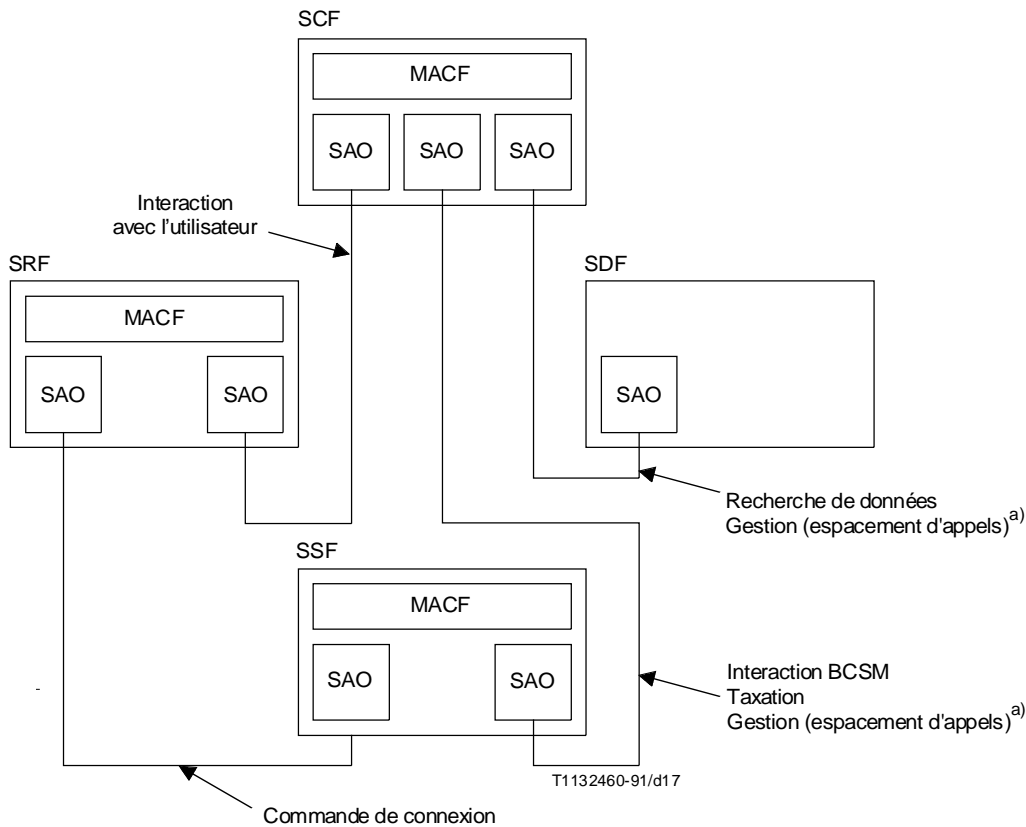 SCF
MACF
SAO SAO SAO
Interaction
avec l'utilisateur
SRF
MACF
SAO SAO
SDF
SAO
Recherche de données
Gestion (espacement d'appels)a)
SSF
MACF
SAO SAO
Interaction BCSM
Taxation
Gestion (espacement d'appels)a)
T1132460-91/d17
Commande de connexion